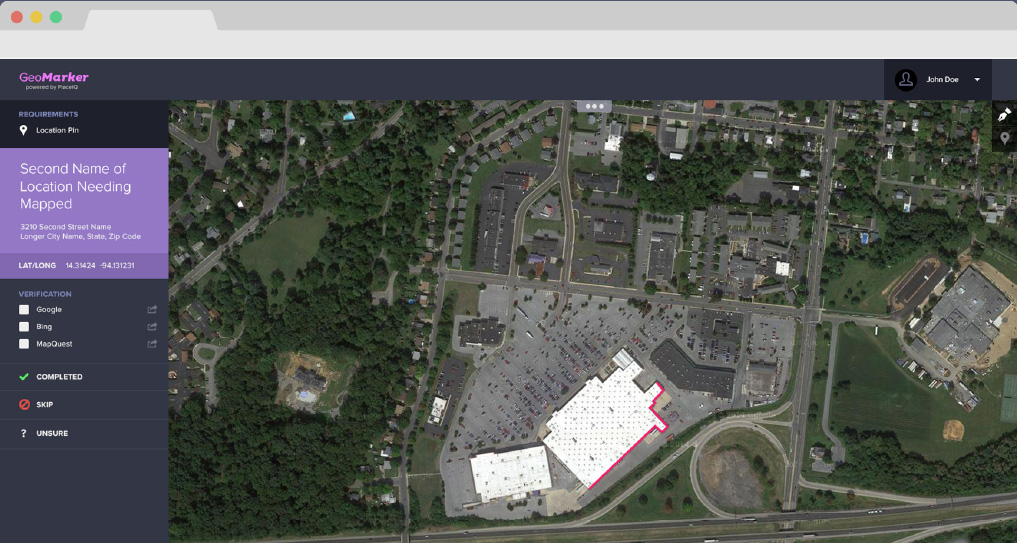 GeoMarker
powered by PlaceIQ
John Doe
REQUIREMENTS
Location Pin
Second Name of
Location Needing
Mapped
3210 Second Street Name
Longer City Name, State, Zip Code
LAT/LONG 14.31424 -94.131231
VERIFICATION
Google
Bing
MapQuest
COMPLETED
SKIP
? UNSURE